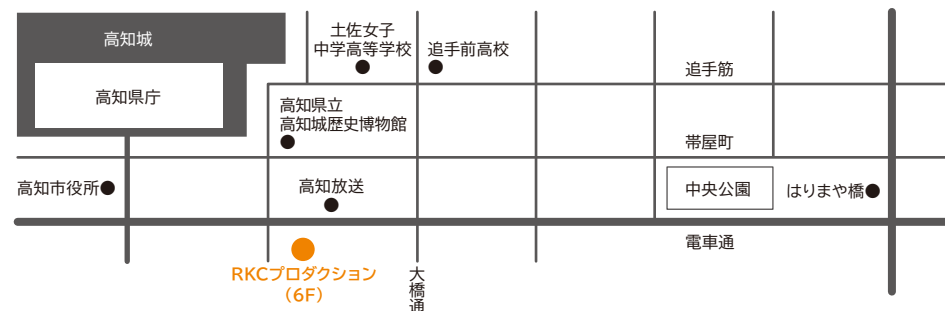 高知城
高知県庁
土佐女子
中学高等学校
追手前高校
追手筋
高知県立
高知城歴史博物館
帯屋町
高知市役所
高知放送
中央公園
はりまや橋
電車通
RKCプロダクション
（6F）
大橋通